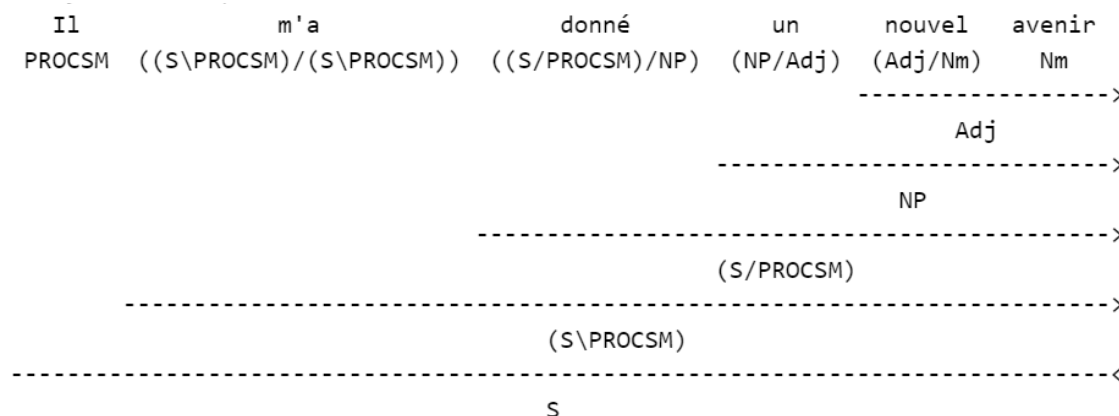 Il m'a donné un nouvel avenir
PROCSM ((S\PROCSM)/(S\PROCSM)) ((S/PROCSM)/NP) (NP/Adj) (Adj/Nm) Nm
------------------>
Adj
----------------------------->
NP
---------------------------------------------->
(S/PROCSM)
------------------------------------------------------------------------>
(S\PROCSM)
--------------------------------------------------------------------------------<
S